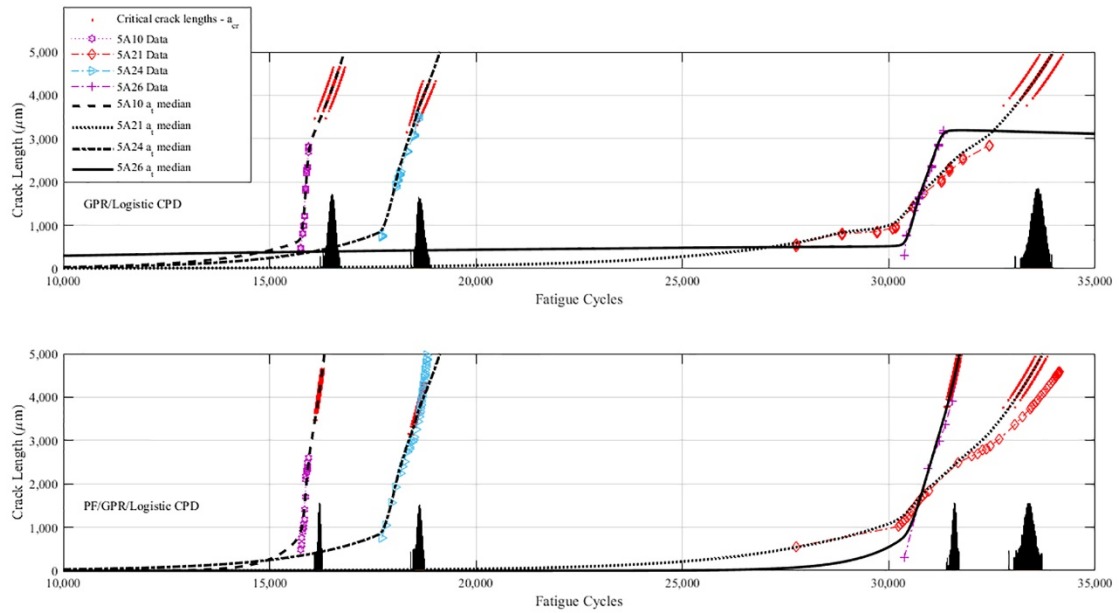 Critical crack lengths - a_cr
5A10 Data
5A21 Data
5A24 Data
5A26 Data
5A10 a_t median
5A21 a_t median
5A24 a_t median
5A26 a_t median
GPR/Logistic CPD
Crack Length (μm)
5,000
4,000
3,000
2,000
1,000
0
10,000 15,000 20,000 25,000 30,000 35,000
Fatigue Cycles
PF/GPR/Logistic CPD
Crack Length (μm)
5,000
4,000
3,000
2,000
1,000
0
10,000 15,000 20,000 25,000 30,000 35,000
Fatigue Cycles